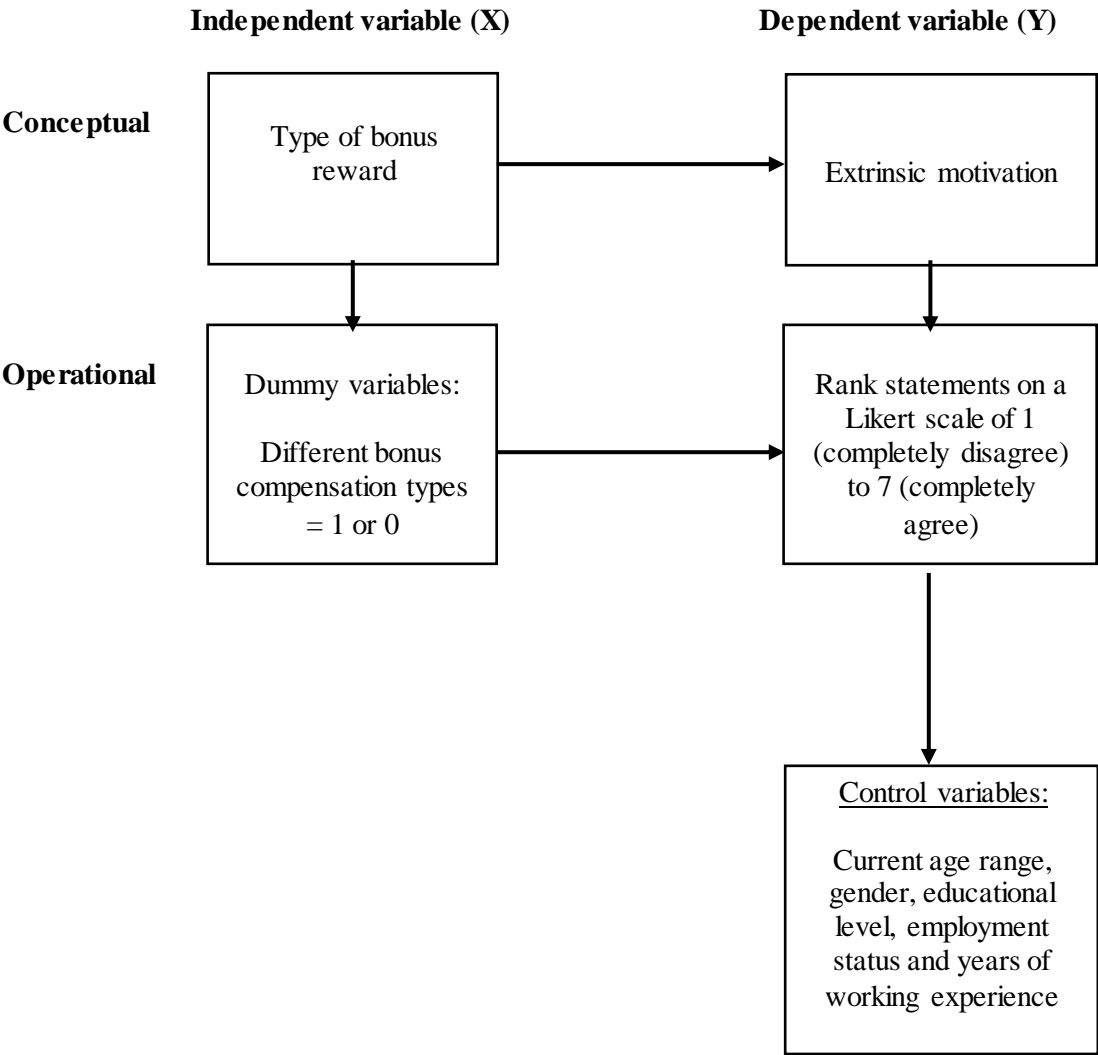 Independent variable (X)
Dependent variable (Y)
Conceptual
Type of bonus
reward
Extrinsic motivation
Operational
Dummy variables:
Different bonus
compensation types
= 1 or 0
Rank statements on a
Likert scale of 1
(completely disagree)
to 7 (completely
agree)
Control variables:
Current age range,
gender, educational
level, employment
status and years of
working experience